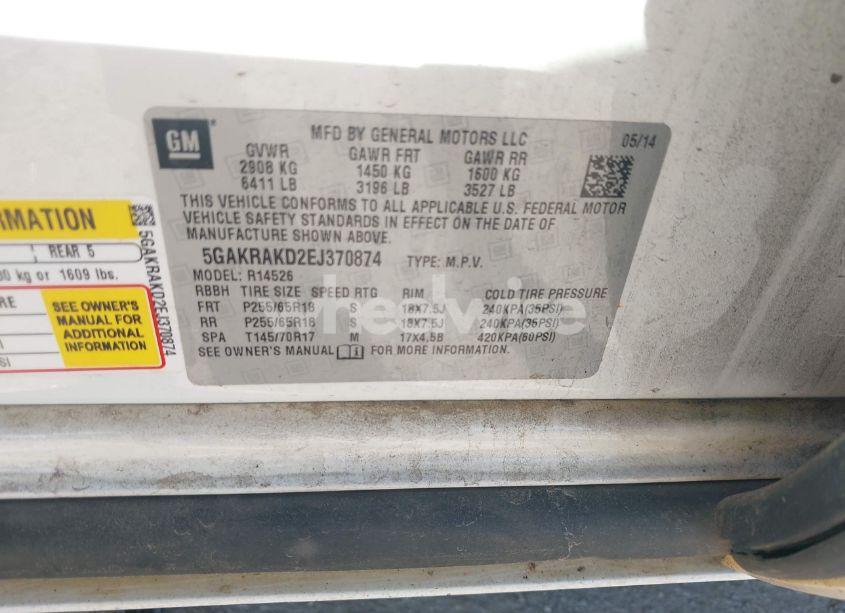 GM
MFD BY GENERAL MOTORS LLC
05/14
GVWR GAWR FRT GAWR RR
2908 KG 1450 KG 1600 KG
6411 LB 3196 LB 3527 LB
THIS VEHICLE CONFORMS TO ALL APPLICABLE U.S. FEDERAL MOTOR
VEHICLE SAFETY STANDARDS IN EFFECT ON THE DATE OF
MANUFACTURE SHOWN ABOVE.
5GAKRAKD2EJ370874 TYPE: M.P.V.
MODEL: R14526
RBBH TIRE SIZE SPEED RTG RIM COLD TIRE PRESSURE
FRT P255/65R18 S 18X7.5J 240KPA(35PSI)
RR P255/65R18 S 18X7.5J 240KPA(35PSI)
SPA T145/70R17 M 17X4.5B 420KPA(60PSI)
SEE OWNER'S MANUAL FOR MORE INFORMATION.
REAR 5
kg or 1609 lbs.
SEE OWNER'S
MANUAL FOR
ADDITIONAL
INFORMATION
5GAKRAKD2EJ370874